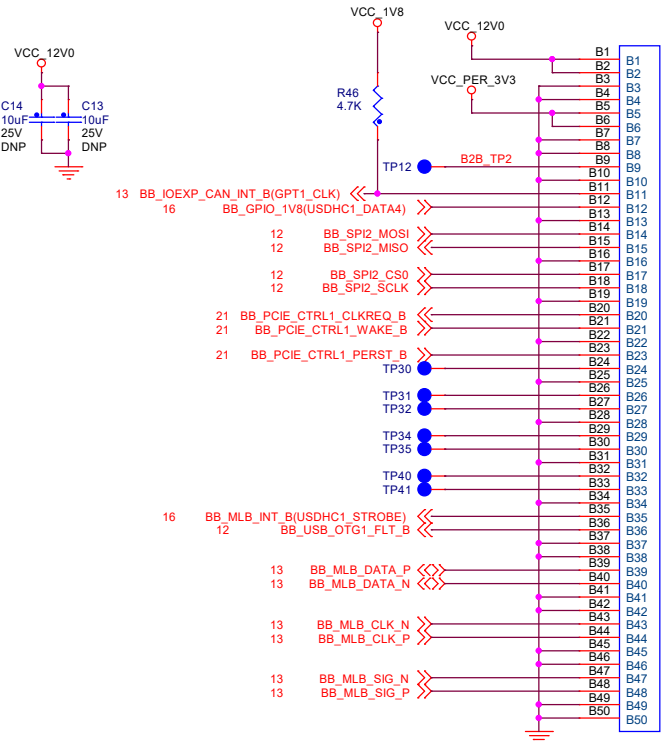 VCC_1V8
VCC_12V0
VCC_12V0
VCC_PER_3V3
C14
10uF
25V
DNP
C13
10uF
25V
DNP
R46
4.7K
B1 B1
B2 B2
B3 B3
B4 B4
B5 B5
B6 B6
B7 B7
B8 B8
TP12 B2B_TP2 B9 B9
B10 B10
13 BB_IOEXP_CAN_INT_B(GPT1_CLK) B11 B11
16 BB_GPIO_1V8(USDHC1_DATA4) B12 B12
B13 B13
12 BB_SPI2_MOSI B14 B14
12 BB_SPI2_MISO B15 B15
B16 B16
12 BB_SPI2_CS0 B17 B17
12 BB_SPI2_SCLK B18 B18
B19 B19
21 BB_PCIE_CTRL1_CLKREQ_B B20 B20
21 BB_PCIE_CTRL1_WAKE_B B21 B21
B22 B22
21 BB_PCIE_CTRL1_PERST_B B23 B23
TP30 B24 B24
B25 B25
TP31 B26 B26
TP32 B27 B27
B28 B28
TP34 B29 B29
TP35 B30 B30
B31 B31
TP40 B32 B32
TP41 B33 B33
B34 B34
16 BB_MLB_INT_B(USDHC1_STROBE) B35 B35
12 BB_USB_OTG1_FLT_B B36 B36
B37 B37
B38 B38
13 BB_MLB_DATA_P B39 B39
13 BB_MLB_DATA_N B40 B40
B41 B41
B42 B42
13 BB_MLB_CLK_N B43 B43
13 BB_MLB_CLK_P B44 B44
B45 B45
B46 B46
13 BB_MLB_SIG_N B47 B47
13 BB_MLB_SIG_P B48 B48
B49 B49
B50 B50